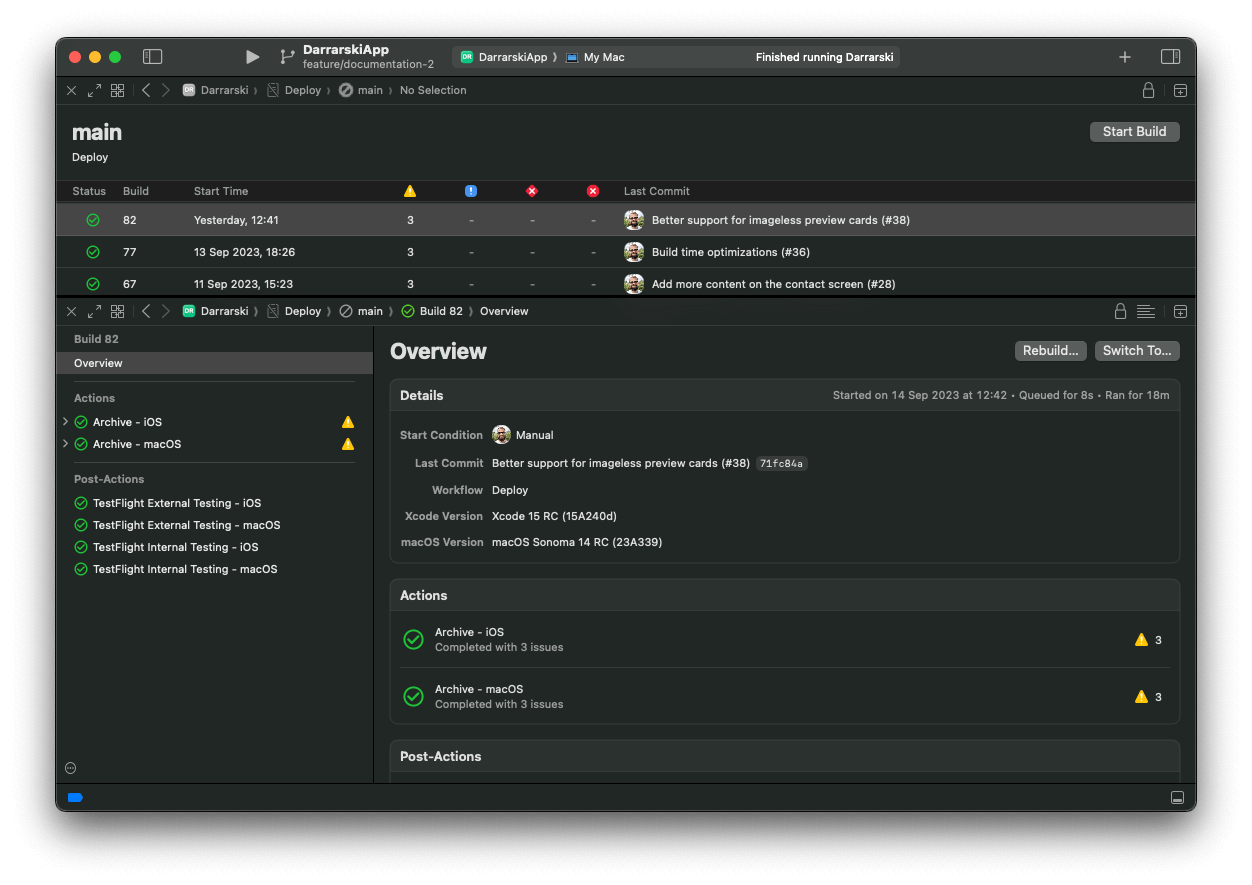 DarrarskiApp
feature/documentation-2
DR DarrarskiApp ⟩ My Mac Finished running Darrarski
DR Darrarski ⟩ Deploy ⟩ main ⟩ No Selection
main
Start Build
Deploy
Status Build Start Time Last Commit
82 Yesterday, 12:41 3 - - - Better support for imageless preview cards (#38)
77 13 Sep 2023, 18:26 3 - - - Build time optimizations (#36)
67 11 Sep 2023, 15:23 3 - - - Add more content on the contact screen (#28)
DR Darrarski ⟩ Deploy ⟩ main ⟩ Build 82 ⟩ Overview
Build 82
Overview
Actions
Archive - iOS
Archive - macOS
Post-Actions
TestFlight External Testing - iOS
TestFlight External Testing - macOS
TestFlight Internal Testing - iOS
TestFlight Internal Testing - macOS
Overview
Rebuild... Switch To...
Details Started on 14 Sep 2023 at 12:42 • Queued for 8s • Ran for 18m
Start Condition Manual
Last Commit Better support for imageless preview cards (#38) 71fc84a
Workflow Deploy
Xcode Version Xcode 15 RC (15A240d)
macOS Version macOS Sonoma 14 RC (23A339)
Actions
Archive - iOS
Completed with 3 issues
3
Archive - macOS
Completed with 3 issues
3
Post-Actions